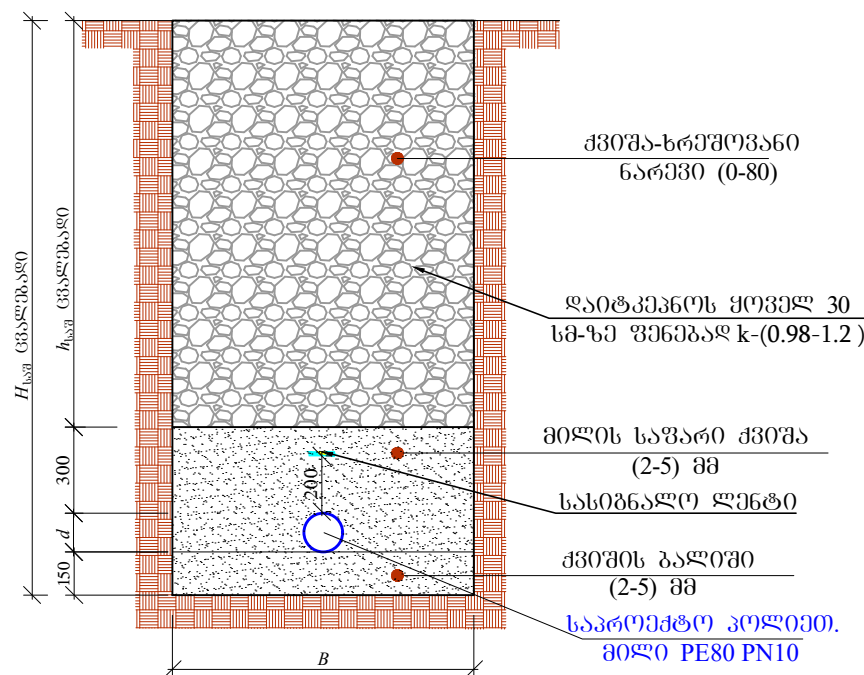 ქვიშა-ხრეშოვანი
ნარევი (0-80)
დაიტკეპნოს ყოველ 30
სმ-ზე ფენებად k-(0.98-1.2 )
მილის საფარი ქვიშა
(2-5) მმ
სასიგნალო ლენტი
ქვიშის ბალიში
(2-5) მმ
საპროექტო პოლიეთ.
მილი PE80 PN10
Hსაშ ცვალებადი
hსაშ ცვალებადი
300
d
150
200
B